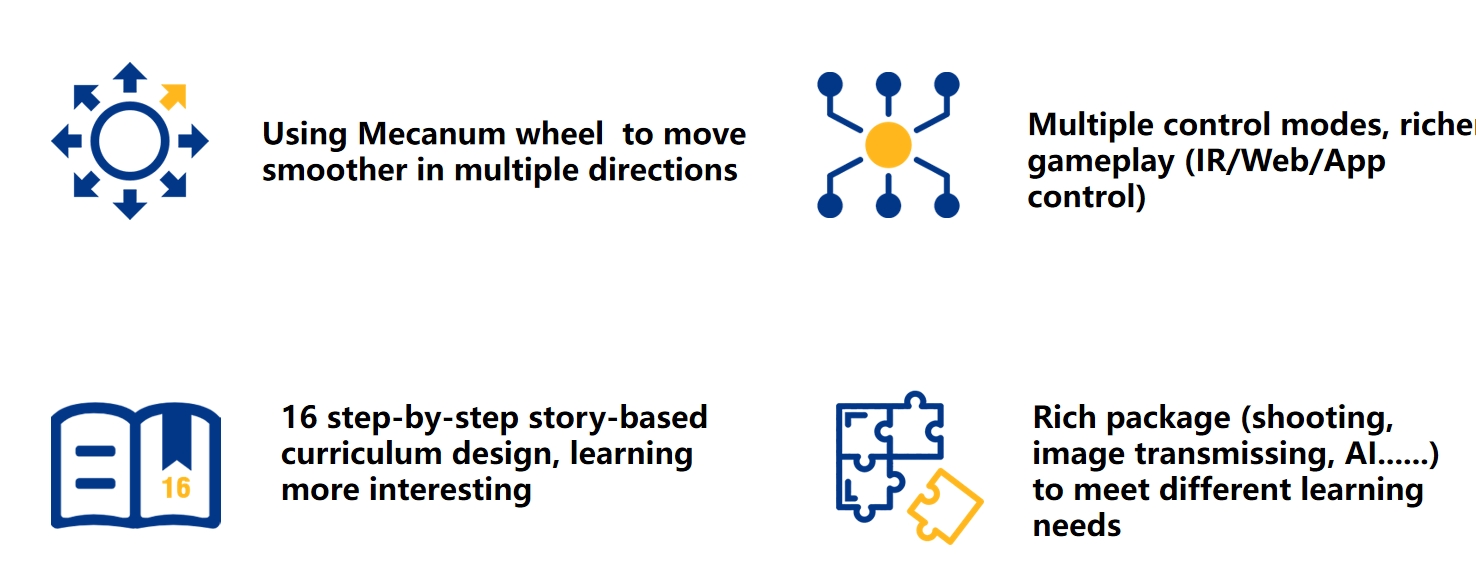 Using Mecanum wheel  to move
smoother in multiple directions
Multiple control modes, richer
gameplay (IR/Web/App
control)
16 step-by-step story-based
curriculum design, learning
more interesting
16
Rich package (shooting,
image transmissing, AI......)
to meet different learning
needs